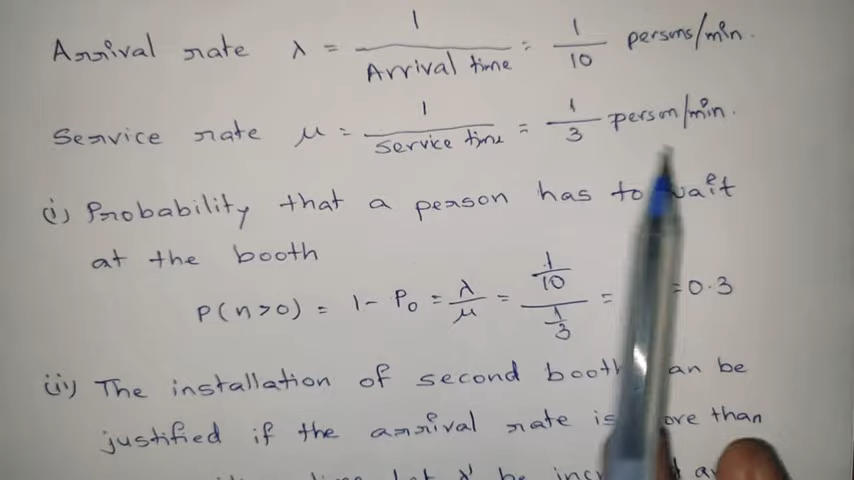 Arrival rate λ = 1 / Arrival time = 1/10 persons/min.
Service rate μ = 1 / Service time = 1/3 person/min.
(i) Probability that a person has to wait
at the booth
P(n>0) = 1 - P₀ = λ/μ = (1/10)/(1/3) = = 0.3
(ii) The installation of second booth can be
justified if the arrival rate is more than
let λ' be